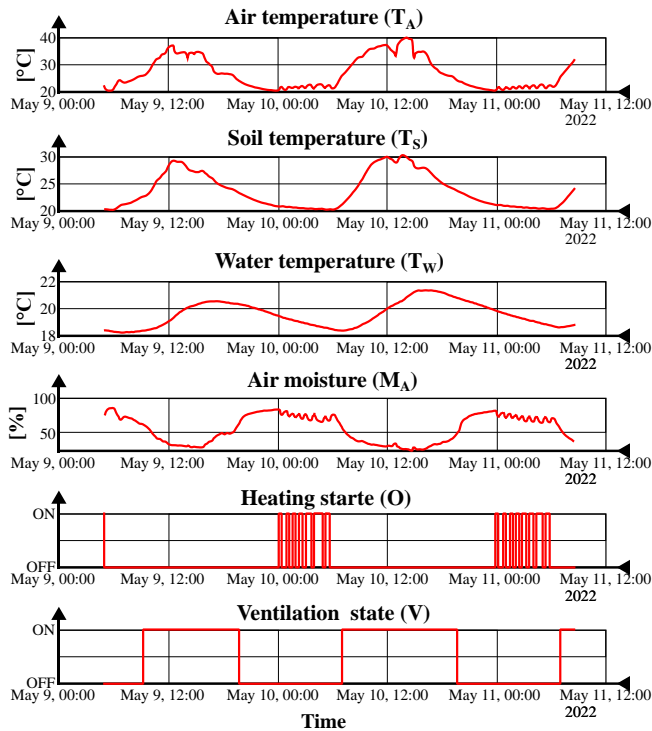 Air temperature (T_A)
[°C]
40
30
20
May 9, 00:00 May 9, 12:00 May 10, 00:00 May 10, 12:00 May 11, 00:00 May 11, 12:00
2022
Soil temperature (T_S)
[°C]
30
25
20
May 9, 00:00 May 9, 12:00 May 10, 00:00 May 10, 12:00 May 11, 00:00 May 11, 12:00
2022
Water temperature (T_W)
[°C]
22
20
18
May 9, 00:00 May 9, 12:00 May 10, 00:00 May 10, 12:00 May 11, 00:00 May 11, 12:00
2022
Air moisture (M_A)
[%]
100
50
May 9, 00:00 May 9, 12:00 May 10, 00:00 May 10, 12:00 May 11, 00:00 May 11, 12:00
2022
Heating starte (O)
ON
OFF
May 9, 00:00 May 9, 12:00 May 10, 00:00 May 10, 12:00 May 11, 00:00 May 11, 12:00
2022
Ventilation state (V)
ON
OFF
May 9, 00:00 May 9, 12:00 May 10, 00:00 May 10, 12:00 May 11, 00:00 May 11, 12:00
2022
Time